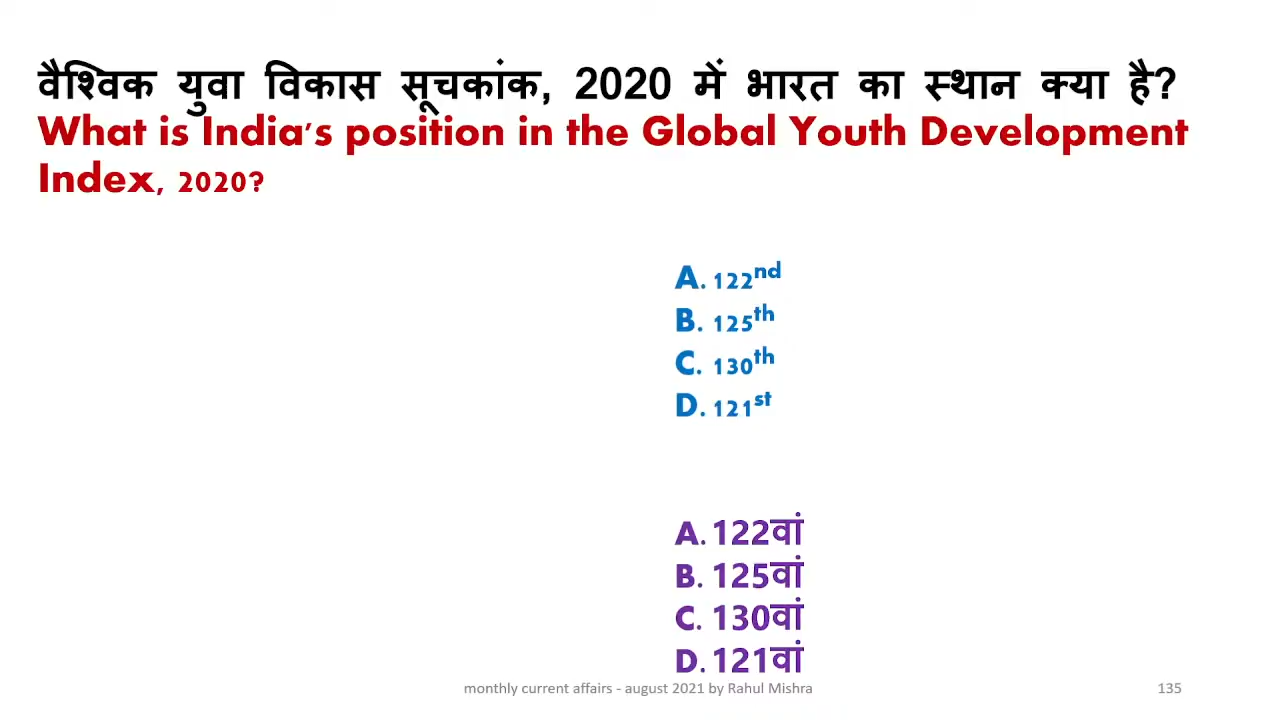 वैश्विक युवा विकास सूचकांक, 2020 में भारत का स्थान क्या है?
What is India's position in the Global Youth Development
Index, 2020?
A. 122nd
B. 125th
C. 130th
D. 121st
A. 122वां
B. 125वां
C. 130वां
D. 121वां
monthly current affairs - august 2021 by Rahul Mishra
135